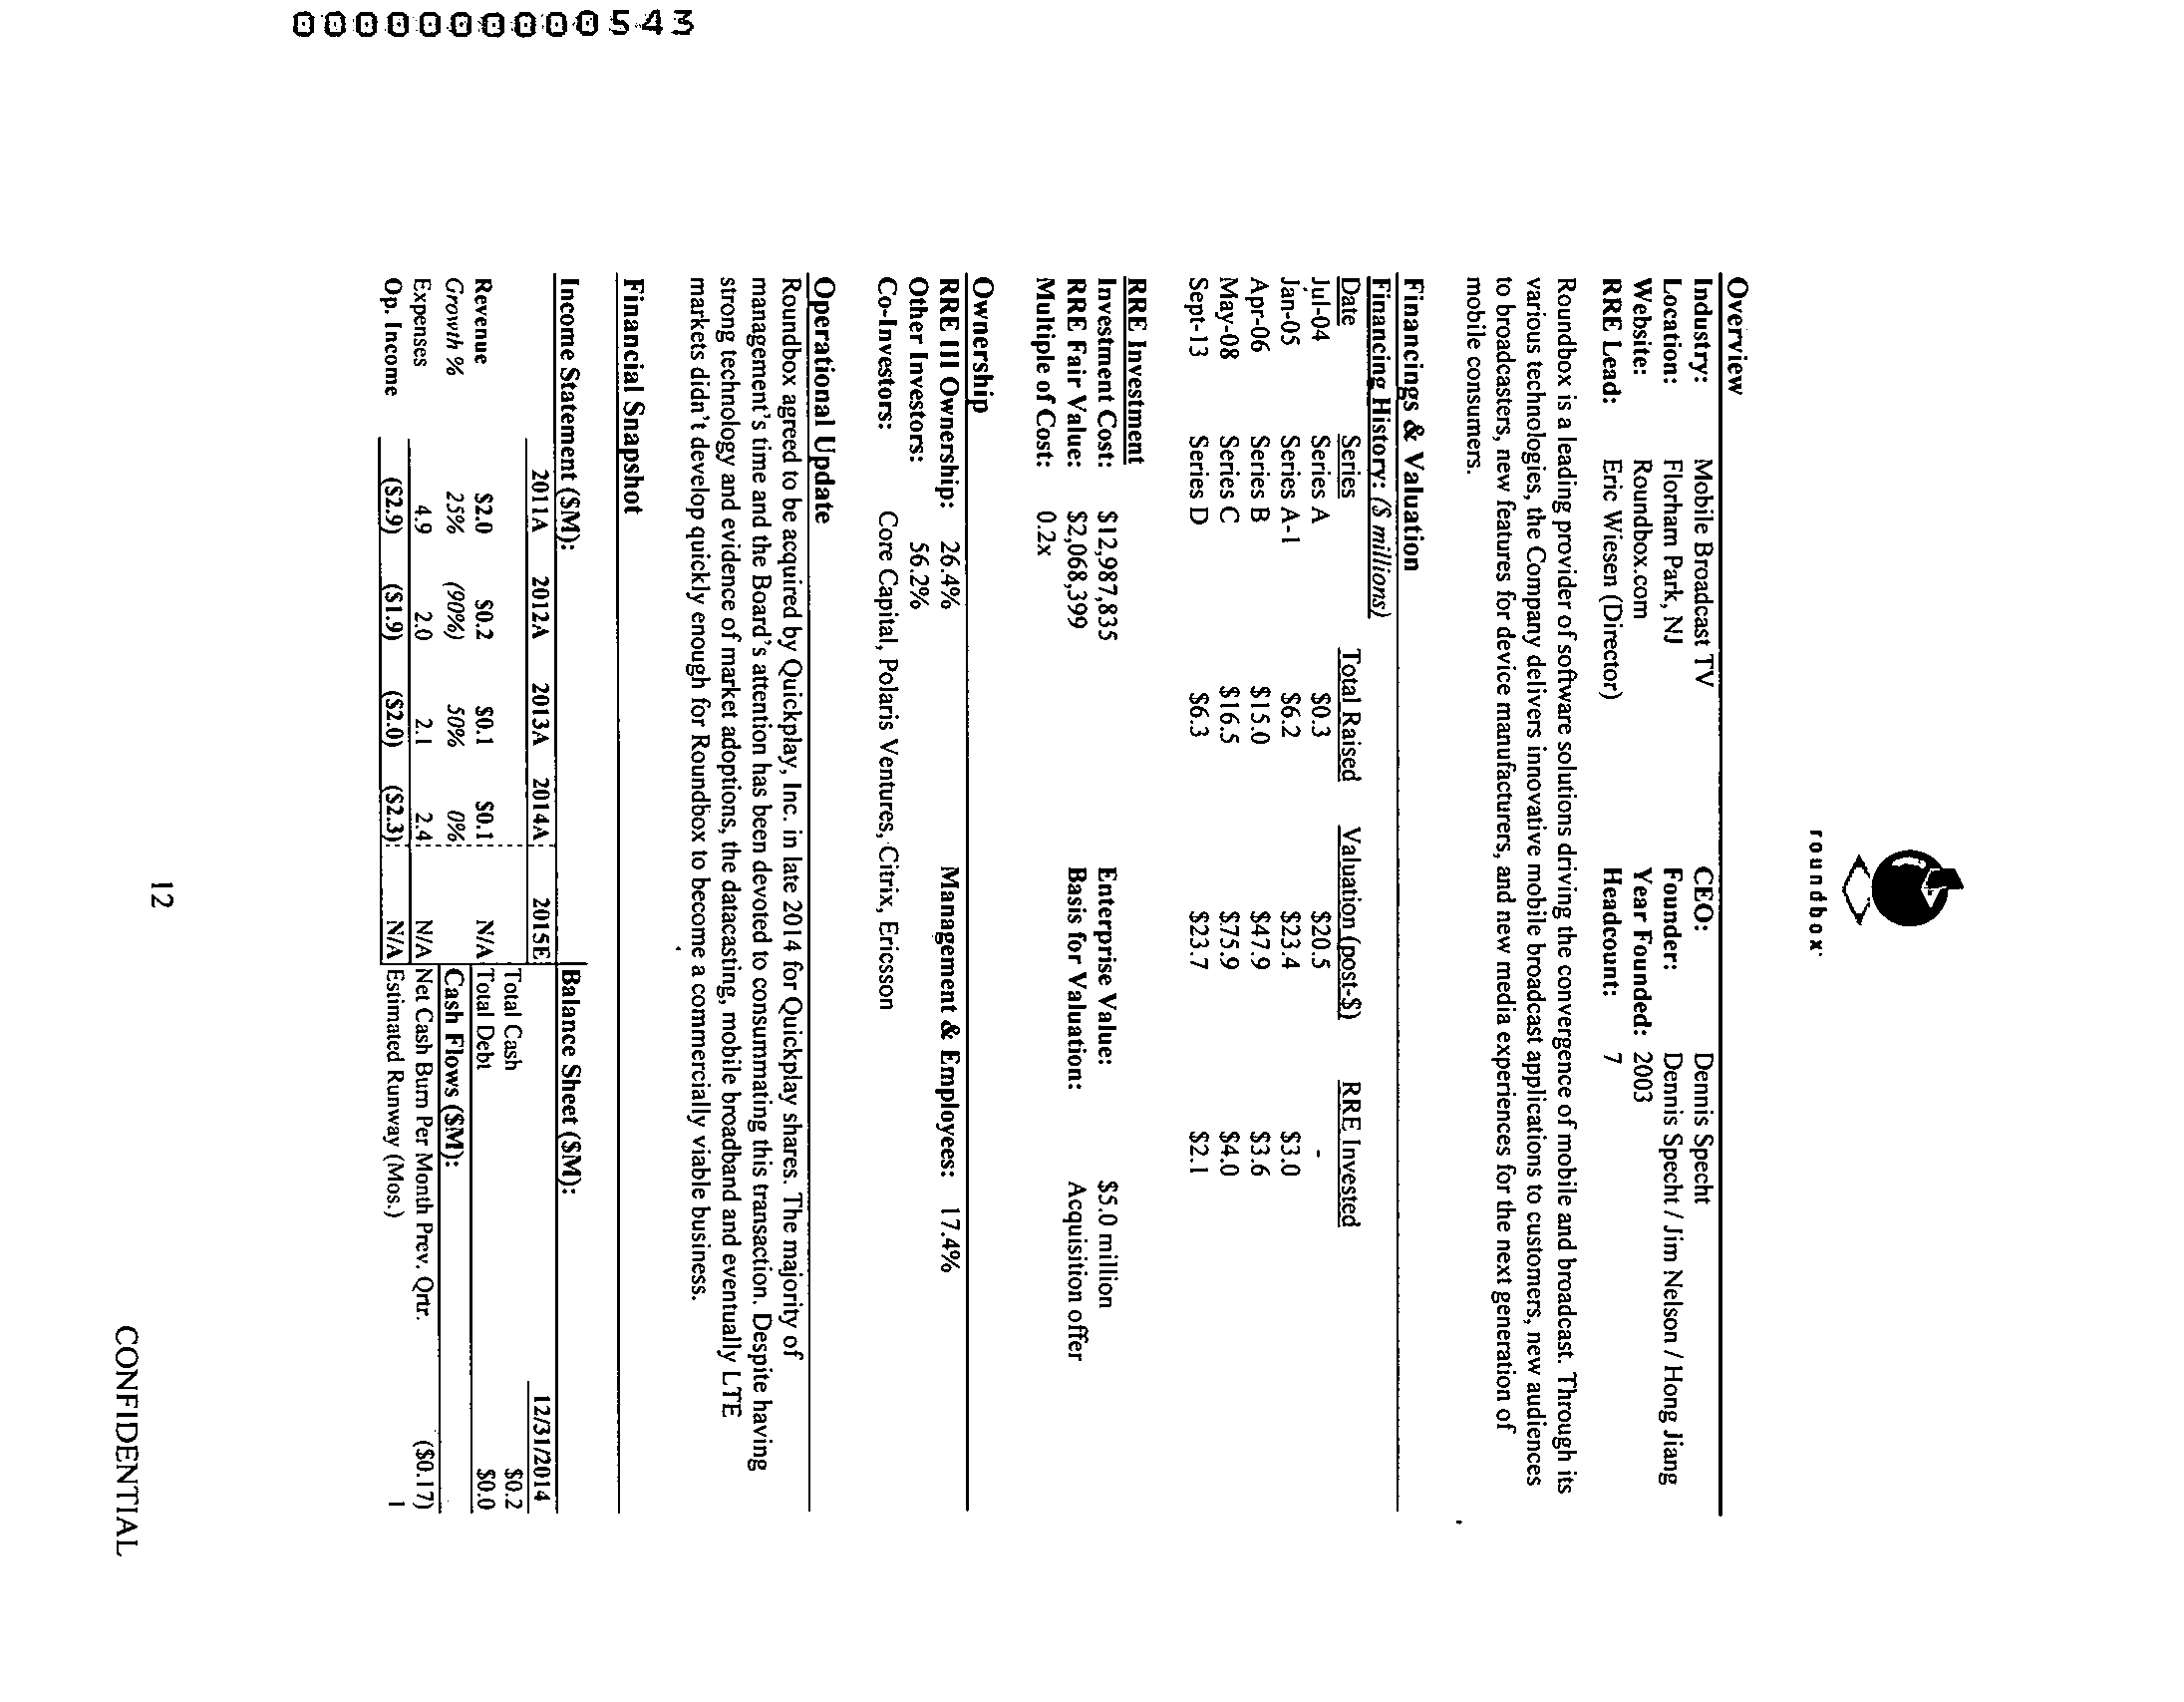 0000000000543
roundbox
Overview
Industry: Mobile Broadcast TV CEO: Dennis Specht
Location: Florham Park, NJ Founder: Dennis Specht / Jim Nelson / Hong Jiang
Website: Roundbox.com Year Founded: 2003
RRE Lead: Eric Wiesen (Director) Headcount: 7
Roundbox is a leading provider of software solutions driving the convergence of mobile and broadcast. Through its
various technologies, the Company delivers innovative mobile broadcast applications to customers, new audiences
to broadcasters, new features for device manufacturers, and new media experiences for the next generation of
mobile consumers.
Financings & Valuation
Financing History: ($ millions)
Date Series Total Raised Valuation (post-$) RRE Invested
Jul-04 Series A $0.3 $20.5 -
Jan-05 Series A-1 $6.2 $23.4 $3.0
Apr-06 Series B $15.0 $47.9 $3.6
May-08 Series C $16.5 $75.9 $4.0
Sept-13 Series D $6.3 $23.7 $2.1
RRE Investment
Investment Cost: $12,987,835 Enterprise Value: $5.0 million
RRE Fair Value: $2,068,399 Basis for Valuation: Acquisition offer
Multiple of Cost: 0.2x
Ownership
RRE III Ownership: 26.4% Management & Employees: 17.4%
Other Investors: 56.2%
Co-Investors: Core Capital, Polaris Ventures, Citrix, Ericsson
Operational Update
Roundbox agreed to be acquired by Quickplay, Inc. in late 2014 for Quickplay shares. The majority of
management's time and the Board's attention has been devoted to consummating this transaction. Despite having
strong technology and evidence of market adoptions, the datacasting, mobile broadband and eventually LTE
markets didn't develop quickly enough for Roundbox to become a commercially viable business.
Financial Snapshot
Income Statement ($M): Balance Sheet ($M):
2011A 2012A 2013A 2014A 2015E 12/31/2014
Total Cash $0.2
Revenue $2.0 $0.2 $0.1 $0.1 N/A Total Debt $0.0
Growth % 25% (90%) 50% 0% Cash Flows ($M):
Expenses 4.9 2.0 2.1 2.4 N/A Net Cash Burn Per Month Prev. Qrtr. ($0.17)
Op. Income ($2.9) ($1.9) ($2.0) ($2.3) N/A Estimated Runway (Mos.) 1
12
CONFIDENTIAL